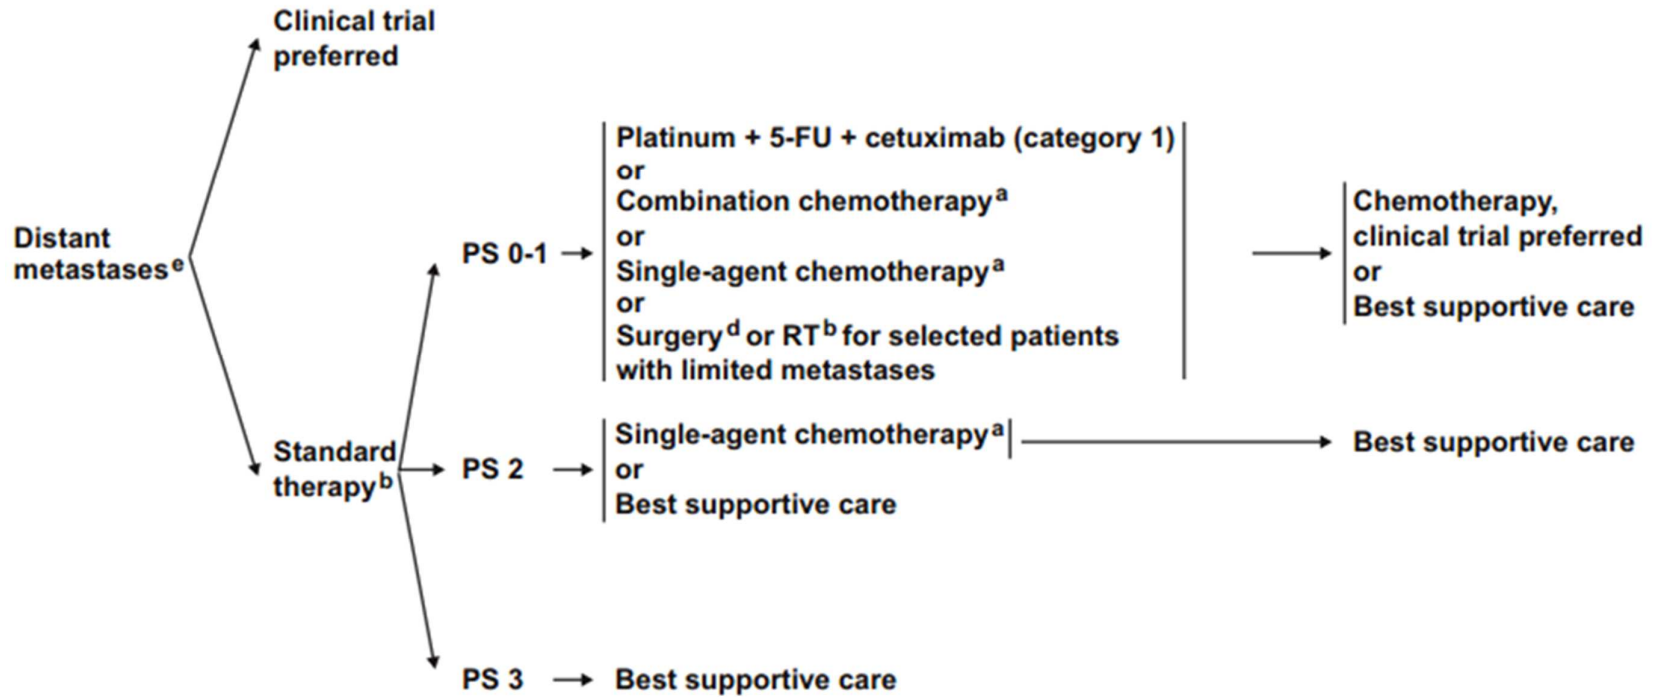 Clinical trial
preferred
Distant
metastasesᵉ
Standard
therapyᵇ
PS 0-1
Platinum + 5-FU + cetuximab (category 1)
or
Combination chemotherapyᵃ
or
Single-agent chemotherapyᵃ
or
Surgeryᵈ or RTᵇ for selected patients
with limited metastases
Chemotherapy,
clinical trial preferred
or
Best supportive care
PS 2
Single-agent chemotherapyᵃ
or
Best supportive care
Best supportive care
PS 3
Best supportive care